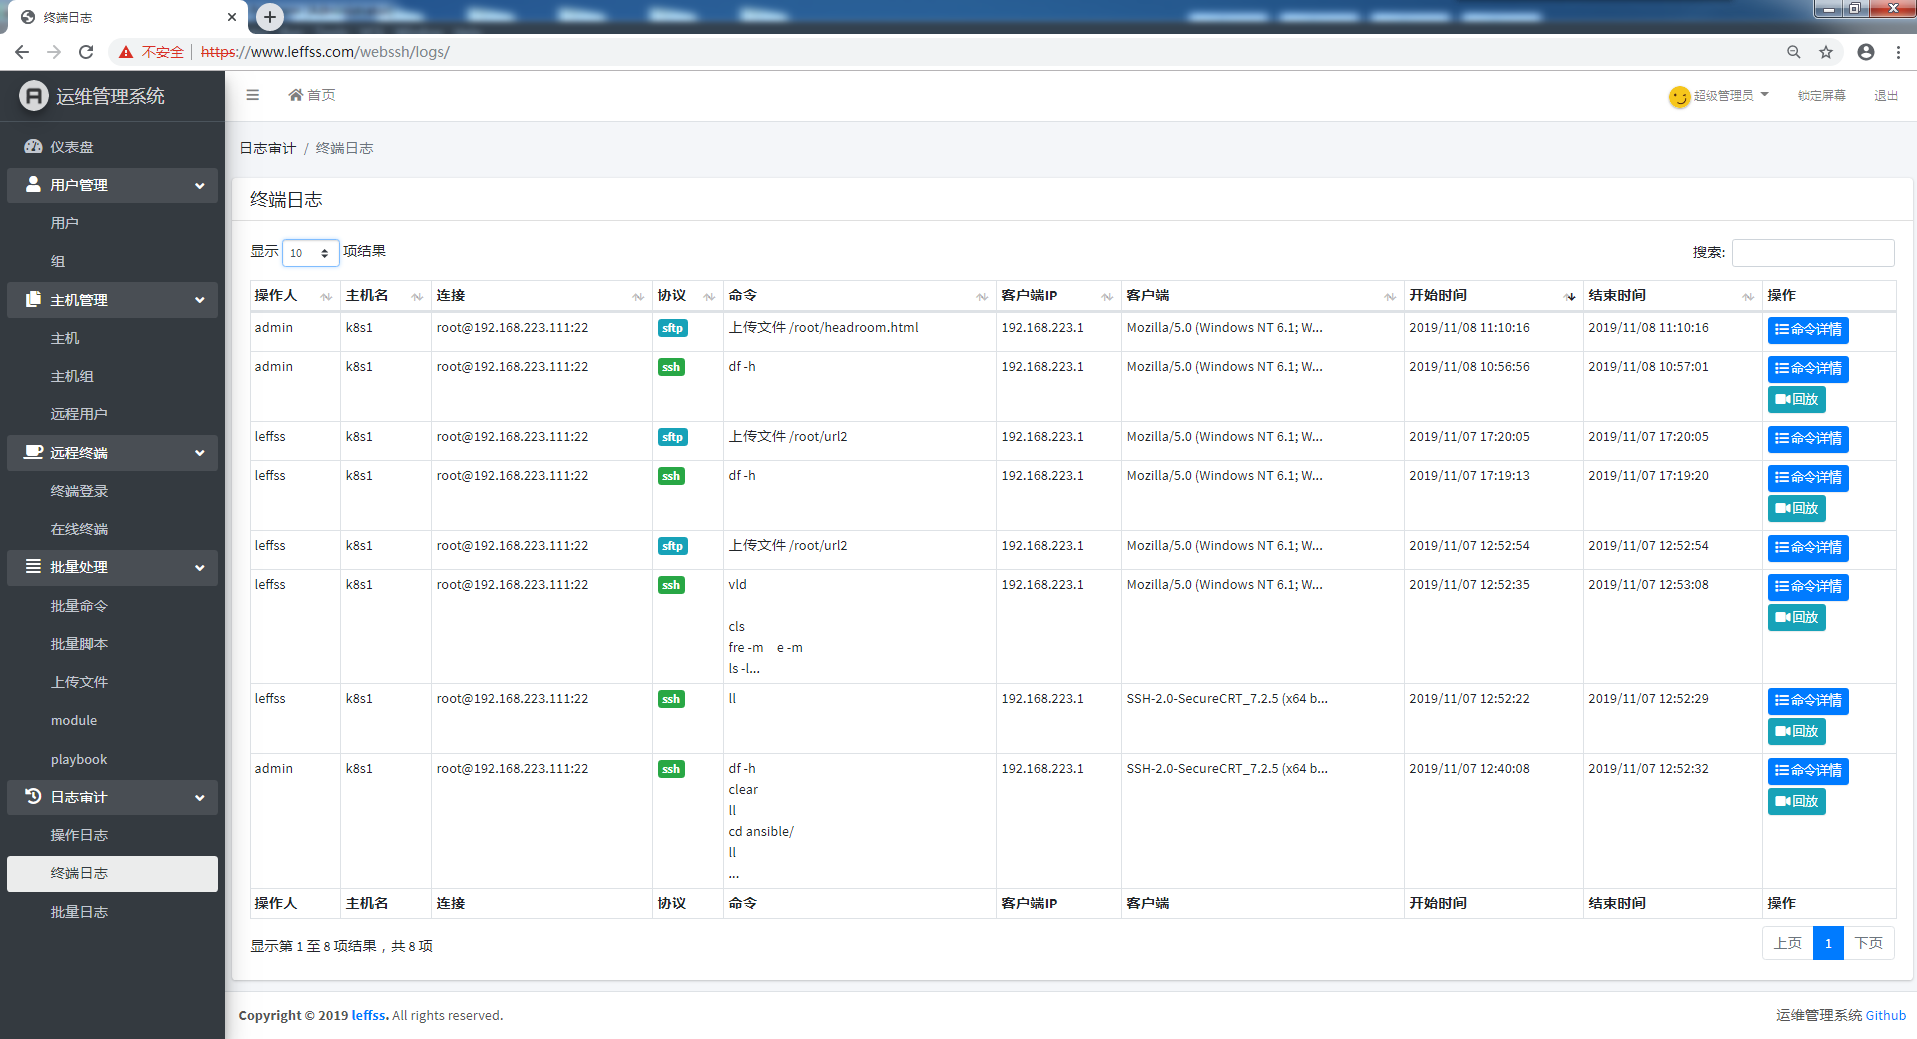 终端日志
不安全 https://www.leffss.com/webssh/logs/
运维管理系统
首页
超级管理员
锁定屏幕
退出
仪表盘
用户管理
用户
组
主机管理
主机
主机组
远程用户
远程终端
终端登录
在线终端
批量处理
批量命令
批量脚本
上传文件
module
playbook
日志审计
操作日志
终端日志
批量日志
日志审计 / 终端日志
终端日志
显示 10 项结果
搜索:
操作人 主机名 连接 协议 命令 客户端IP 客户端 开始时间 结束时间 操作
admin k8s1 root@192.168.223.111:22 sftp 上传文件 /root/headroom.html 192.168.223.1 Mozilla/5.0 (Windows NT 6.1; W... 2019/11/08 11:10:16 2019/11/08 11:10:16 命令详情
admin k8s1 root@192.168.223.111:22 ssh df -h 192.168.223.1 Mozilla/5.0 (Windows NT 6.1; W... 2019/11/08 10:56:56 2019/11/08 10:57:01 命令详情
回放
leffss k8s1 root@192.168.223.111:22 sftp 上传文件 /root/url2 192.168.223.1 Mozilla/5.0 (Windows NT 6.1; W... 2019/11/07 17:20:05 2019/11/07 17:20:05 命令详情
leffss k8s1 root@192.168.223.111:22 ssh df -h 192.168.223.1 Mozilla/5.0 (Windows NT 6.1; W... 2019/11/07 17:19:13 2019/11/07 17:19:20 命令详情
回放
leffss k8s1 root@192.168.223.111:22 sftp 上传文件 /root/url2 192.168.223.1 Mozilla/5.0 (Windows NT 6.1; W... 2019/11/07 12:52:54 2019/11/07 12:52:54 命令详情
leffss k8s1 root@192.168.223.111:22 ssh vld 192.168.223.1 Mozilla/5.0 (Windows NT 6.1; W... 2019/11/07 12:52:35 2019/11/07 12:53:08 命令详情
回放
cls
fre -m e -m
ls -l...
leffss k8s1 root@192.168.223.111:22 ssh ll 192.168.223.1 SSH-2.0-SecureCRT_7.2.5 (x64 b... 2019/11/07 12:52:22 2019/11/07 12:52:29 命令详情
回放
admin k8s1 root@192.168.223.111:22 ssh df -h 192.168.223.1 SSH-2.0-SecureCRT_7.2.5 (x64 b... 2019/11/07 12:40:08 2019/11/07 12:52:32 命令详情
clear 回放
ll
cd ansible/
ll
...
操作人 主机名 连接 协议 命令 客户端IP 客户端 开始时间 结束时间 操作
显示第 1 至 8 项结果，共 8 项
上页 1 下页
Copyright © 2019 leffss. All rights reserved.
运维管理系统 Github